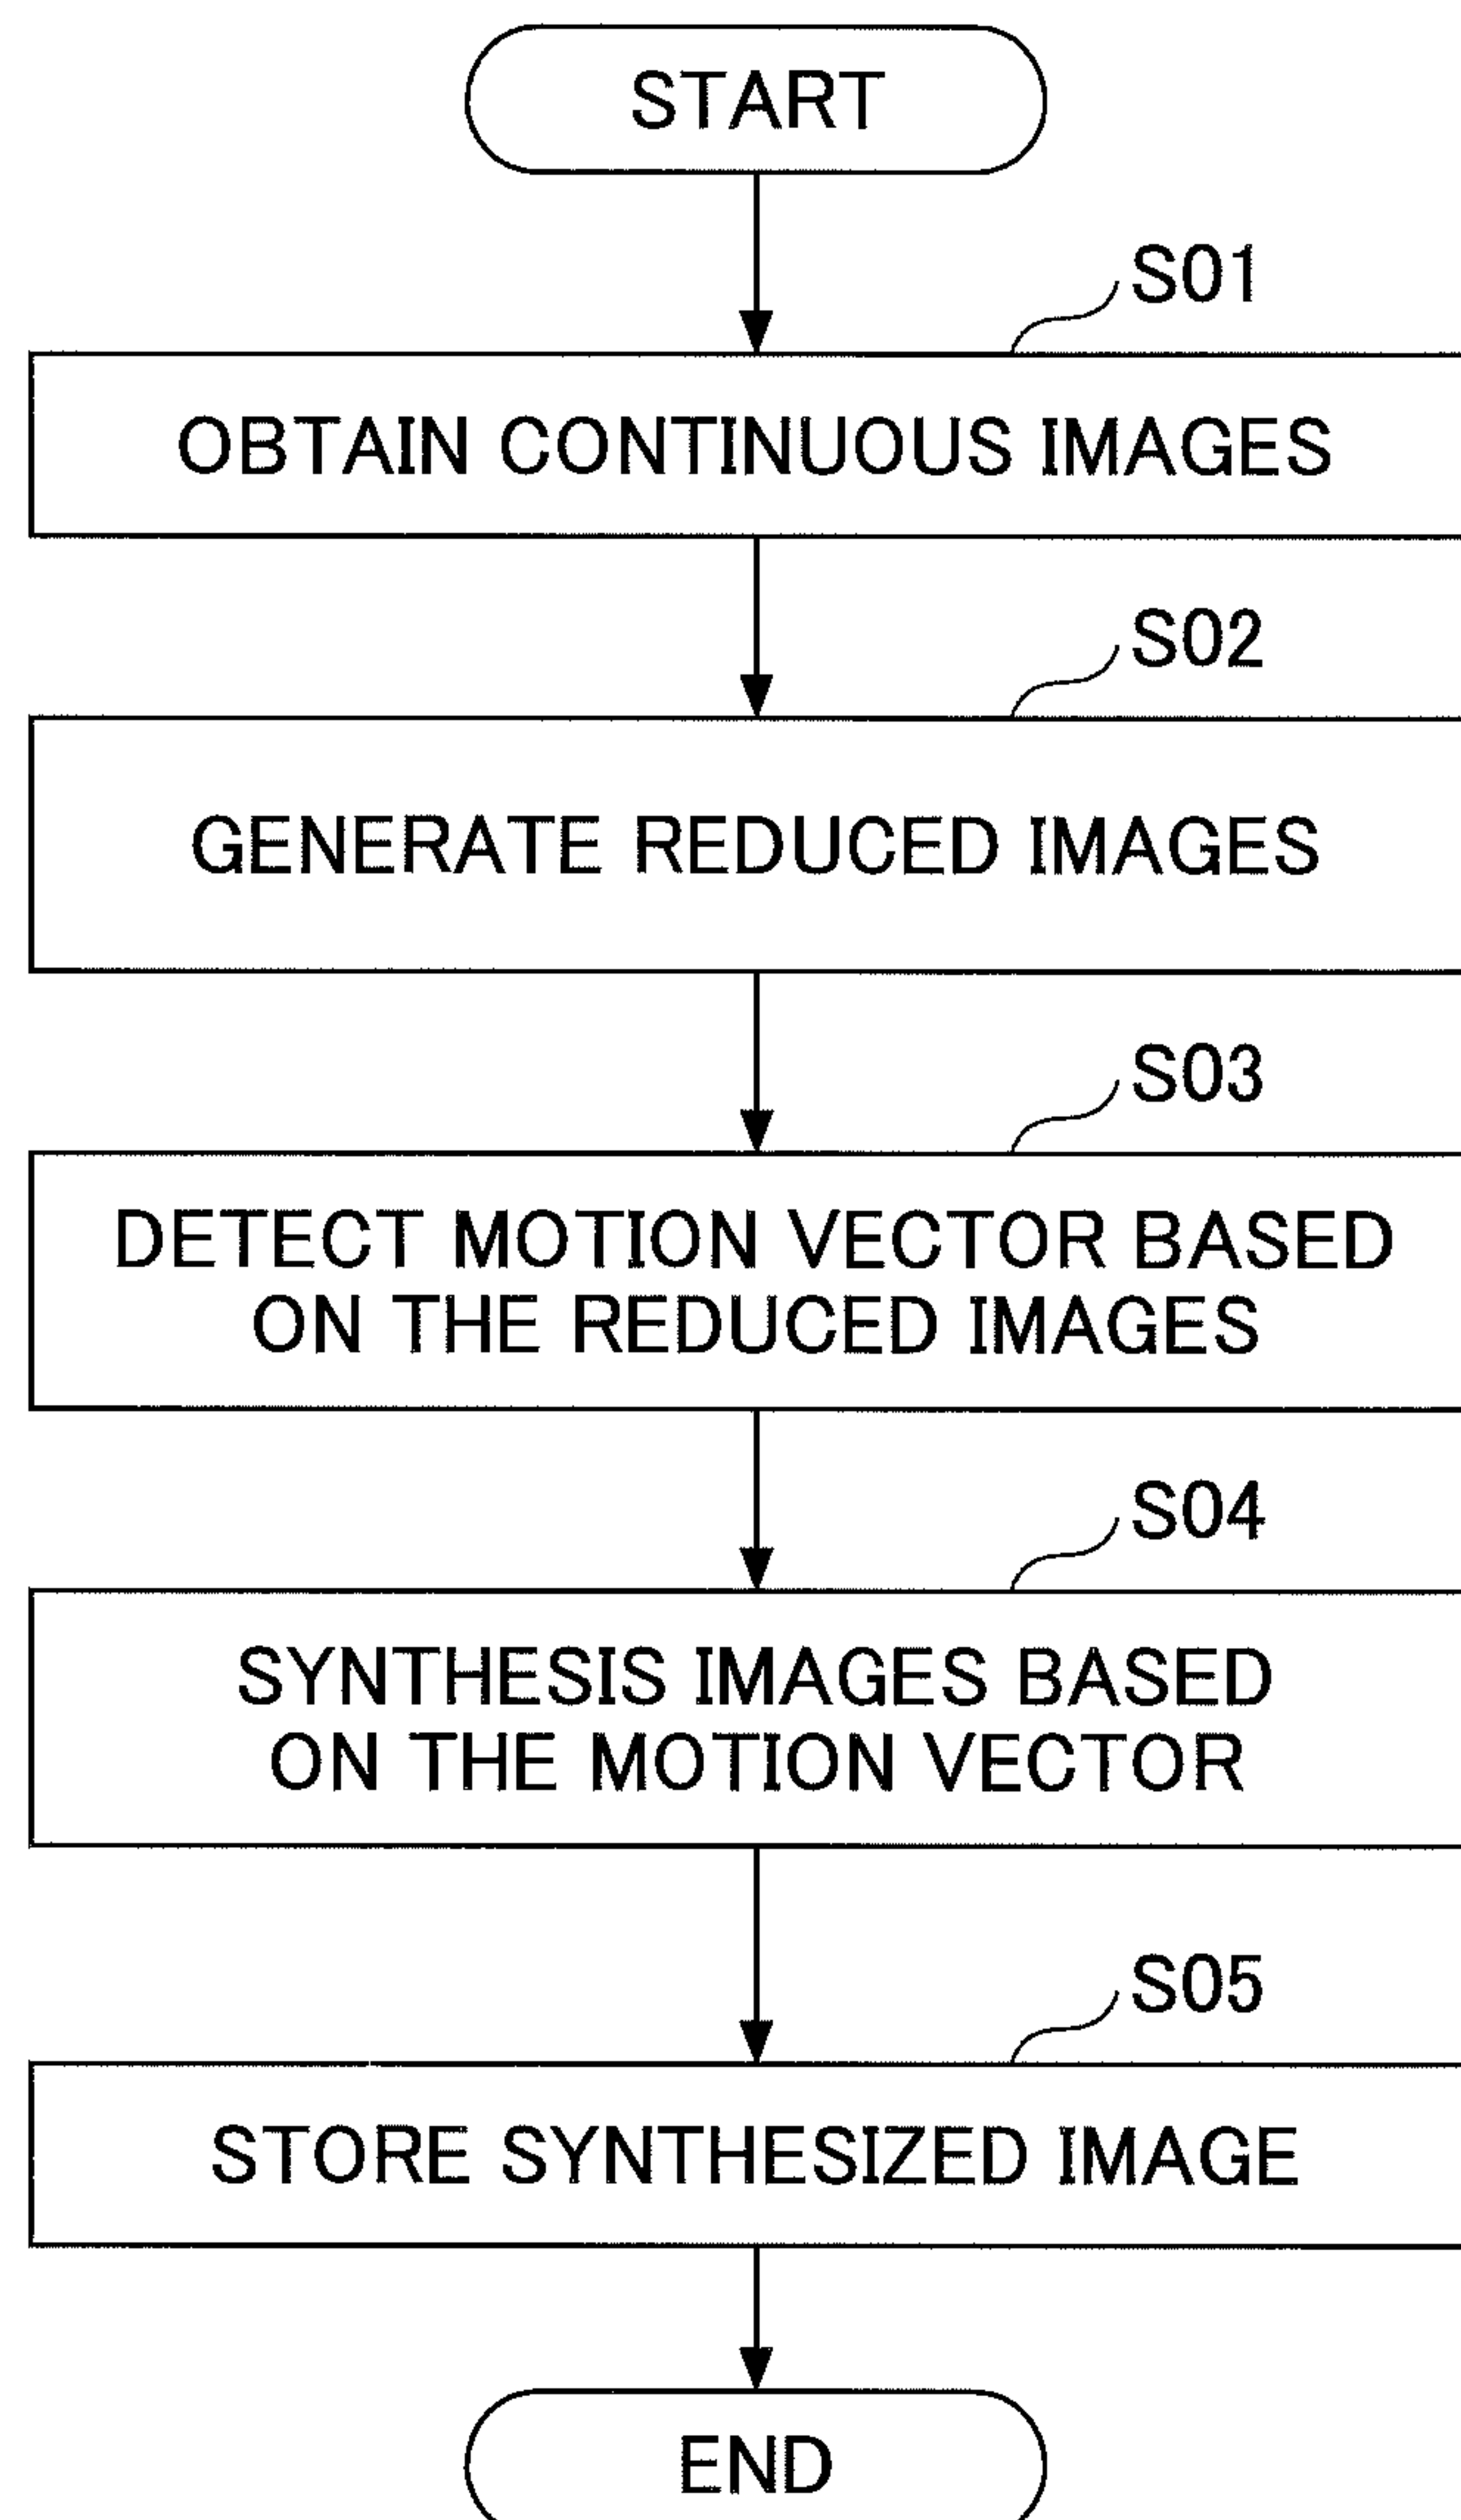 START
S01
OBTAIN CONTINUOUS IMAGES
S02
GENERATE REDUCED IMAGES
S03
DETECT MOTION VECTOR BASED
ON THE REDUCED IMAGES
S04
SYNTHESIS IMAGES BASED
ON THE MOTION VECTOR
S05
STORE SYNTHESIZED IMAGE
END